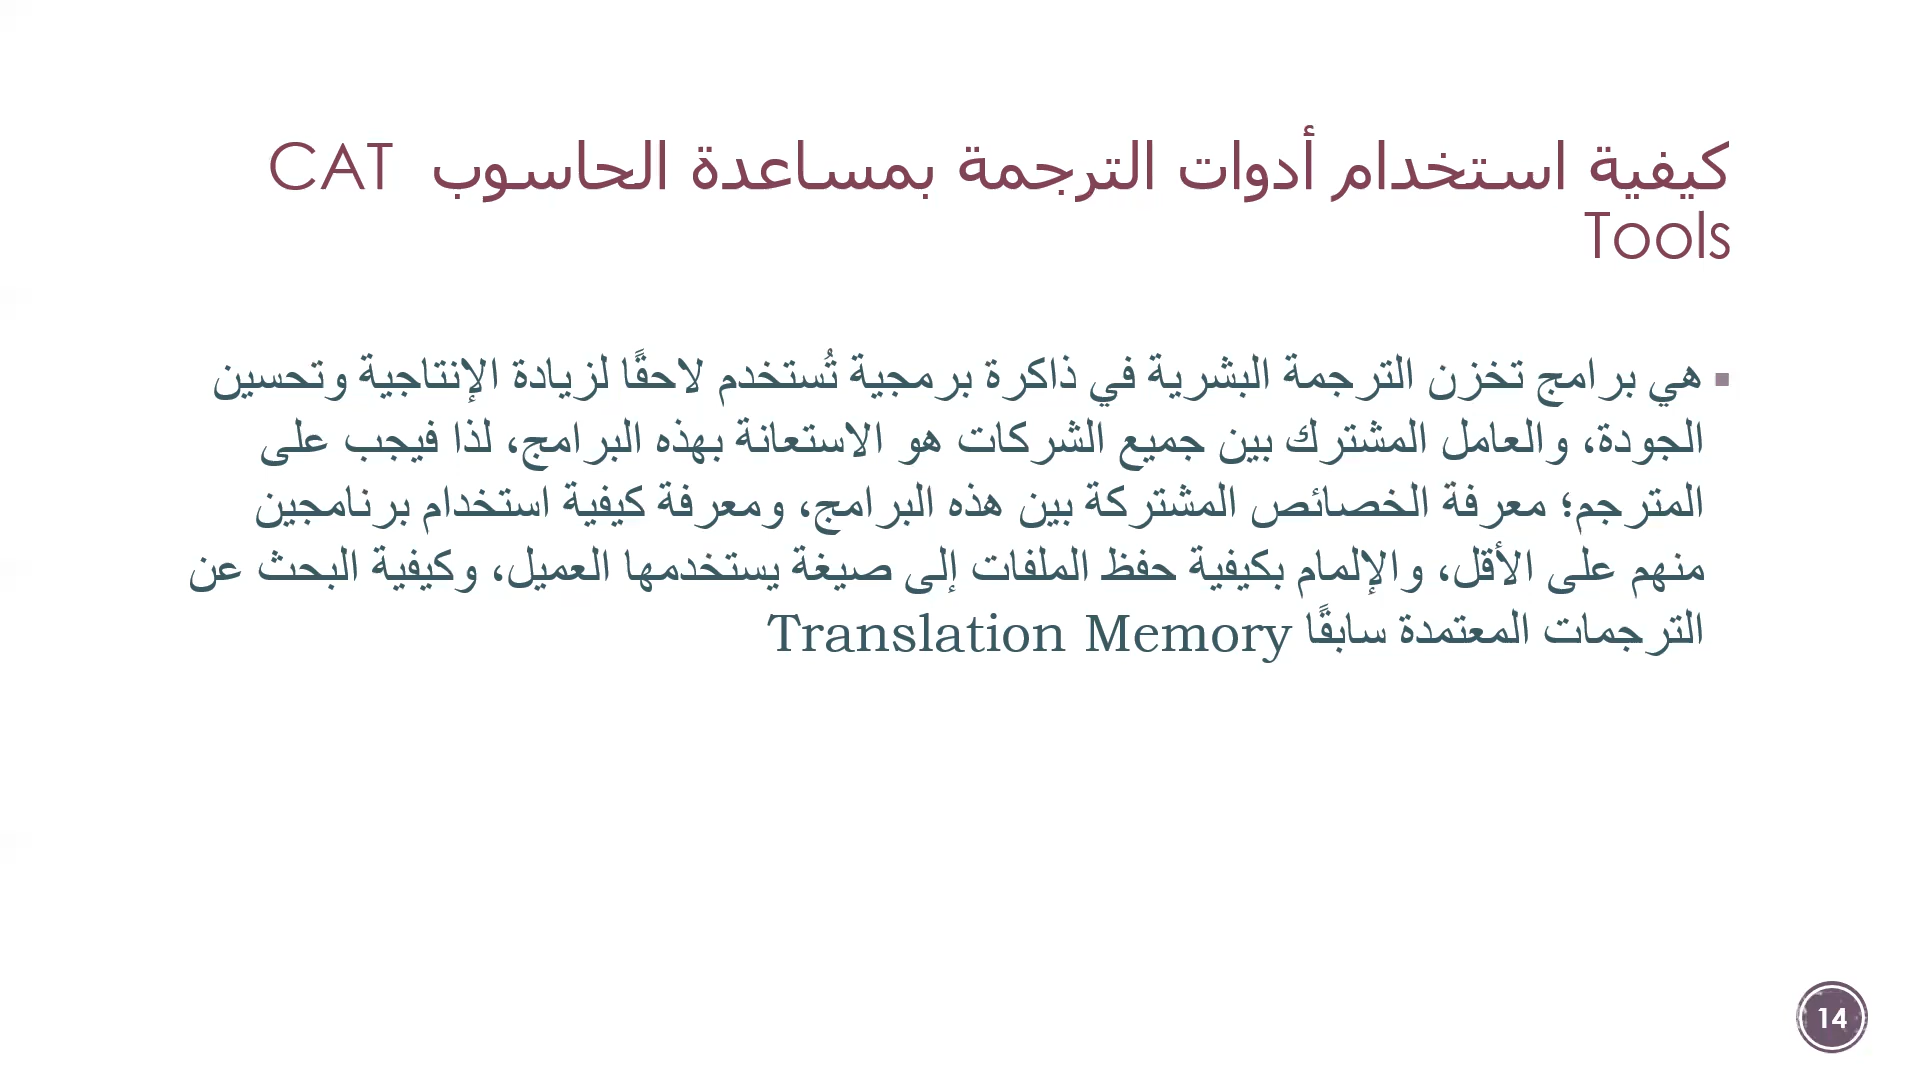 كيفية استخدام أدوات الترجمة بمساعدة الحاسوب CAT
Tools
هي برامج تخزن الترجمة البشرية في ذاكرة برمجية تُستخدم لاحقًا لزيادة الإنتاجية وتحسين
الجودة، والعامل المشترك بين جميع الشركات هو الاستعانة بهذه البرامج، لذا فيجب على
المترجم؛ معرفة الخصائص المشتركة بين هذه البرامج، ومعرفة كيفية استخدام برنامجين
منهم على الأقل، والإلمام بكيفية حفظ الملفات إلى صيغة يستخدمها العميل، وكيفية البحث عن
الترجمات المعتمدة سابقًا Translation Memory
14